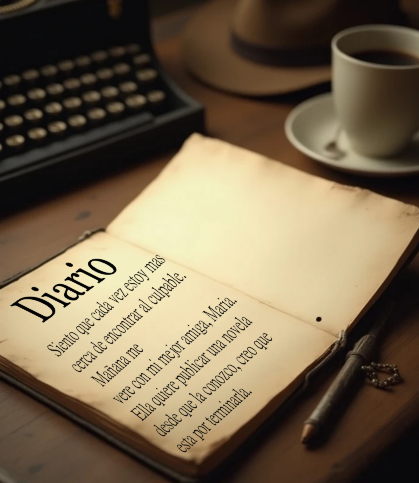 Diario
Siento que cada vez estoy mas
cerca de encontrar al culpable.
Mañana me
vere con mi mejor amiga, Maria.
Ella quiere publicar una novela
desde que la conozco, creo que
esta por terminarla.